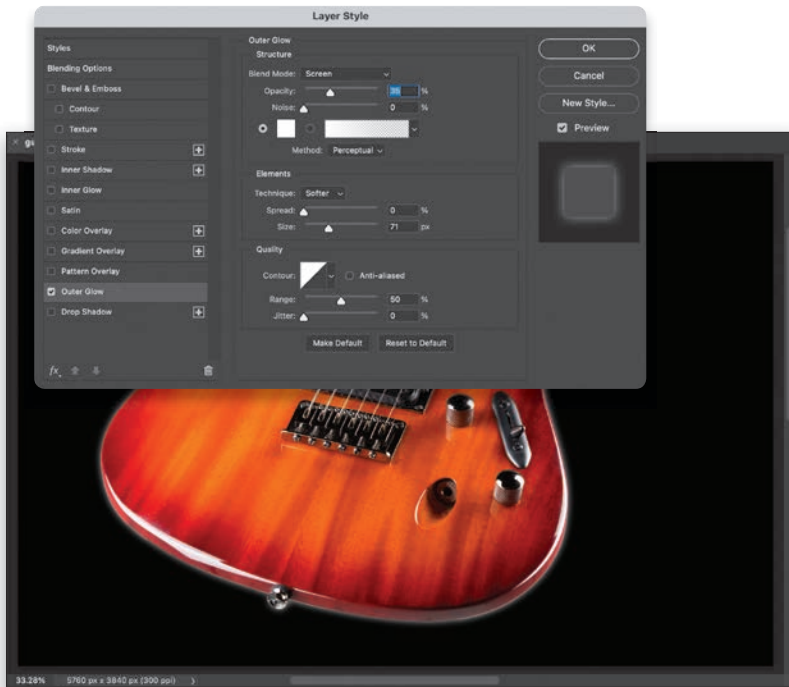 Layer Style
Styles
Blending Options
Bevel & Emboss
Contour
Texture
Stroke
Inner Shadow
Inner Glow
Satin
Color Overlay
Gradient Overlay
Pattern Overlay
Outer Glow
Drop Shadow
fx
Outer Glow
Structure
Blend Mode: Screen
Opacity: 35 %
Noise: 0 %
Method: Perceptual
Elements
Technique: Softer
Spread: 0 %
Size: 71 px
Quality
Contour: Anti-aliased
Range: 50 %
Jitter: 0 %
Make Default Reset to Default
OK
Cancel
New Style...
Preview
33.28% 5760 px x 3840 px (300 ppi)